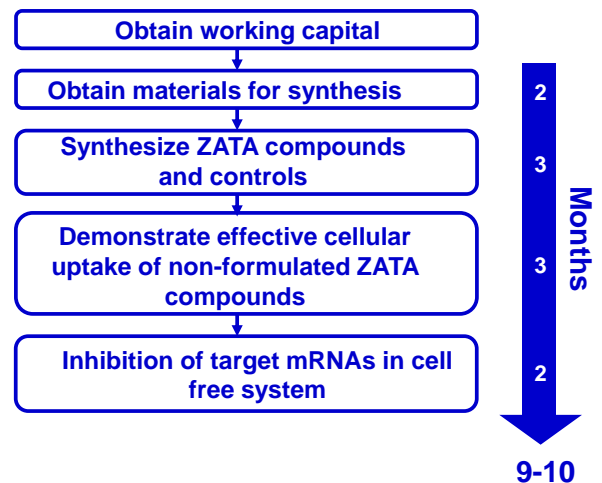 Obtain working capital
Obtain materials for synthesis
2
Synthesize ZATA compounds
and controls
3
Demonstrate effective cellular
uptake of non-formulated ZATA
compounds
3
Inhibition of target mRNAs in cell
free system
2
Months
9-10